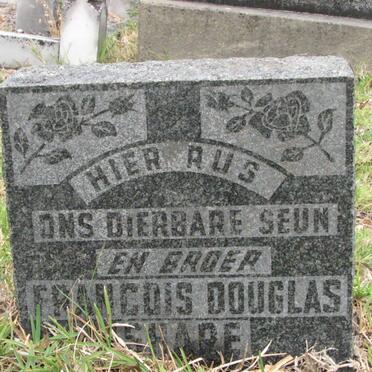 HIER RUS
ONS DIERBARE SEUN
EN BROER
FRANCOIS DOUGLAS